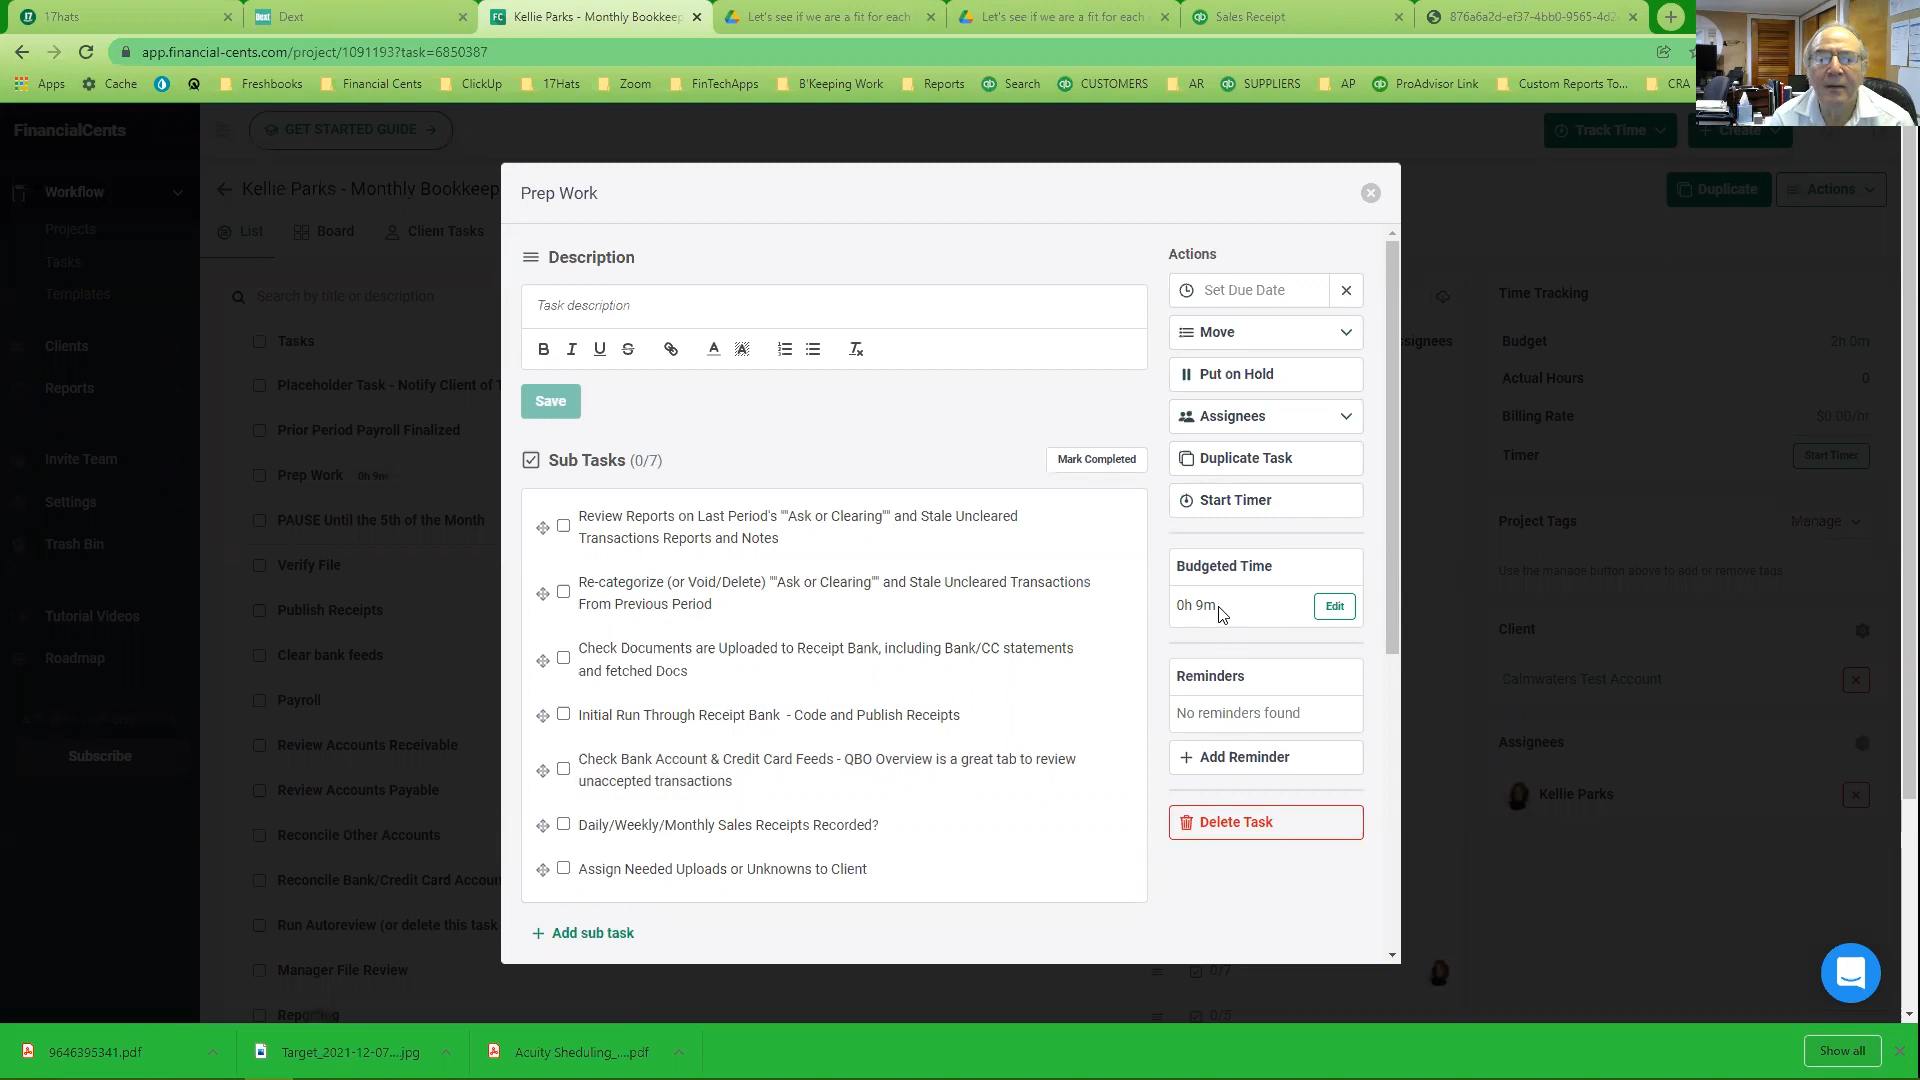 17hats
Dext
Kellie Parks - Monthly Bookkeep
Let's see if we are a fit for each
Let's see if we are a fit for each
Sales Receipt
876a6a2d-ef37-4bb0-9565-4d2
app.financial-cents.com/project/1091193?task=6850387
Apps
Cache
Freshbooks
Financial Cents
ClickUp
17Hats
Zoom
FinTechApps
B'Keeping Work
Reports
Search
CUSTOMERS
AR
SUPPLIERS
AP
ProAdvisor Link
Custom Reports To...
CRA
FinancialCents
GET STARTED GUIDE
Track Time
Create
Workflow
Projects
Tasks
Templates
Clients
Reports
Invite Team
Settings
Trash Bin
Tutorial Videos
Roadmap
Subscribe
Kellie Parks - Monthly Bookkeep
Duplicate
Actions
List
Board
Client Tasks
Search by title or description
Tasks
Placeholder Task - Notify Client of T
Prior Period Payroll Finalized
Prep Work 0h 9m
PAUSE Until the 5th of the Month
Verify File
Publish Receipts
Clear bank feeds
Payroll
Review Accounts Receivable
Review Accounts Payable
Reconcile Other Accounts
Reconcile Bank/Credit Card Accoun
Run Autoreview (or delete this task
Manager File Review
0/7
Reporting
0/5
Prep Work
Description
Task description
Save
Sub Tasks (0/7)
Mark Completed
Review Reports on Last Period's ""Ask or Clearing"" and Stale Uncleared
Transactions Reports and Notes
Re-categorize (or Void/Delete) ""Ask or Clearing"" and Stale Uncleared Transactions
From Previous Period
Check Documents are Uploaded to Receipt Bank, including Bank/CC statements
and fetched Docs
Initial Run Through Receipt Bank - Code and Publish Receipts
Check Bank Account & Credit Card Feeds - QBO Overview is a great tab to review
unaccepted transactions
Daily/Weekly/Monthly Sales Receipts Recorded?
Assign Needed Uploads or Unknowns to Client
+ Add sub task
Actions
Set Due Date
Move
Put on Hold
Assignees
Duplicate Task
Start Timer
Budgeted Time
0h 9m
Edit
Reminders
No reminders found
+ Add Reminder
Delete Task
ssignees
Time Tracking
Budget
2h 0m
Actual Hours
0
Billing Rate
$0.00/hr
Timer
Start Timer
Project Tags
Manage
Use the manage button above to add or remove tags
Client
Calmwaters Test Account
Assignees
Kellie Parks
9646395341.pdf
Target_2021-12-07....jpg
Acuity Sheduling_....pdf
Show all